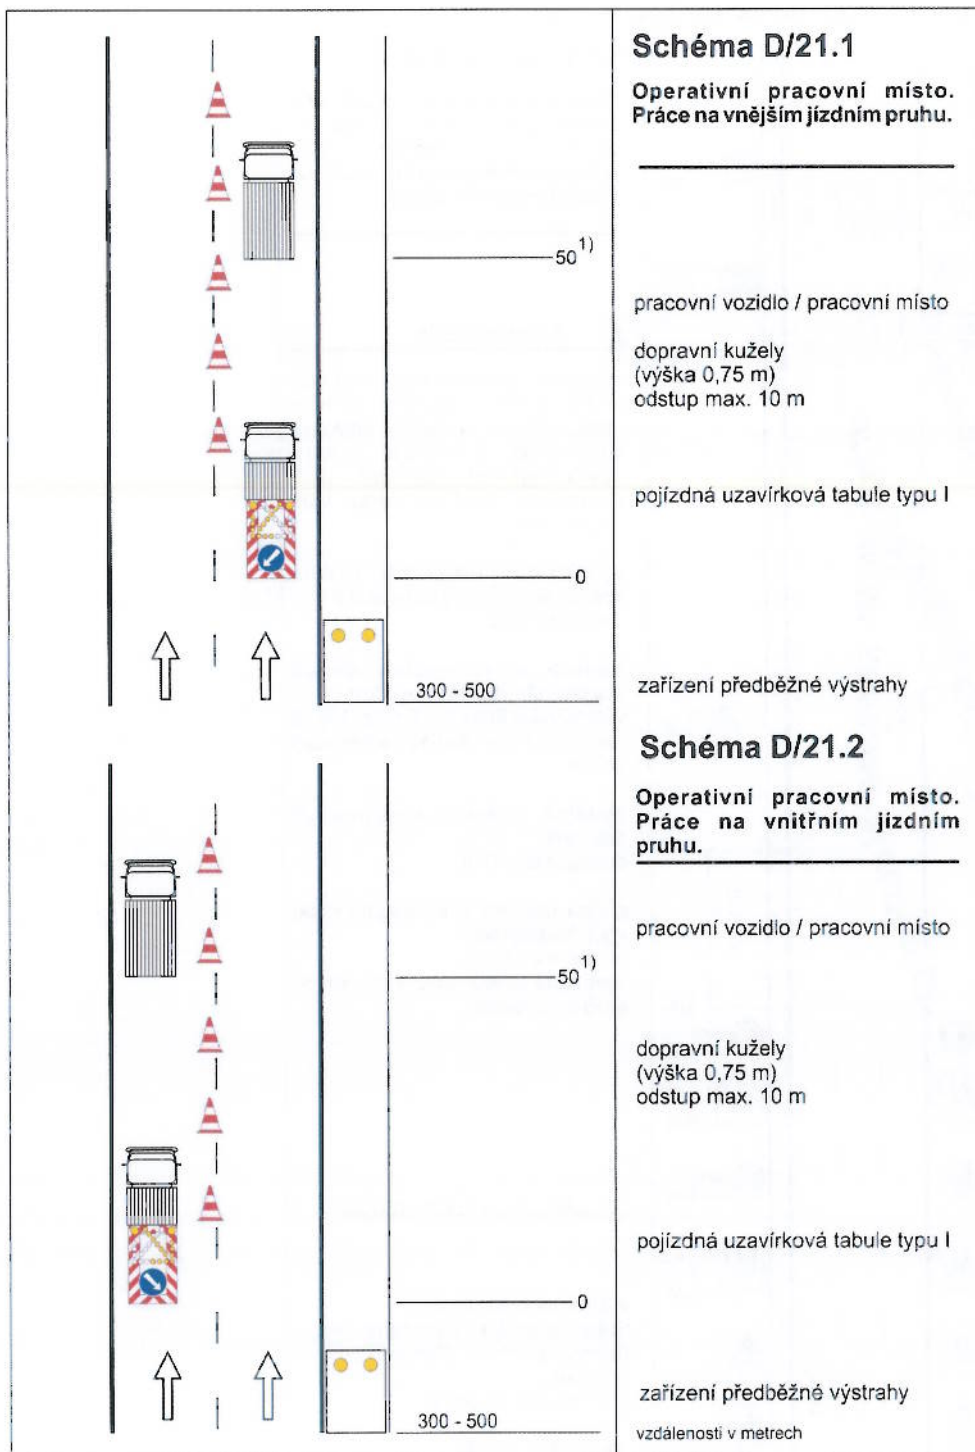 Schéma D/21.1
Operativní pracovní místo.
Práce na vnějším jízdním pruhu.
50 1)
pracovní vozidlo / pracovní místo
dopravní kužely
(výška 0,75 m)
odstup max. 10 m
pojízdná uzavírková tabule typu I
0
300 - 500
zařízení předběžné výstrahy
Schéma D/21.2
Operativní pracovní místo.
Práce na vnitřním jízdním
pruhu.
pracovní vozidlo / pracovní místo
50 1)
dopravní kužely
(výška 0,75 m)
odstup max. 10 m
pojízdná uzavírková tabule typu I
0
zařízení předběžné výstrahy
300 - 500
vzdálenosti v metrech